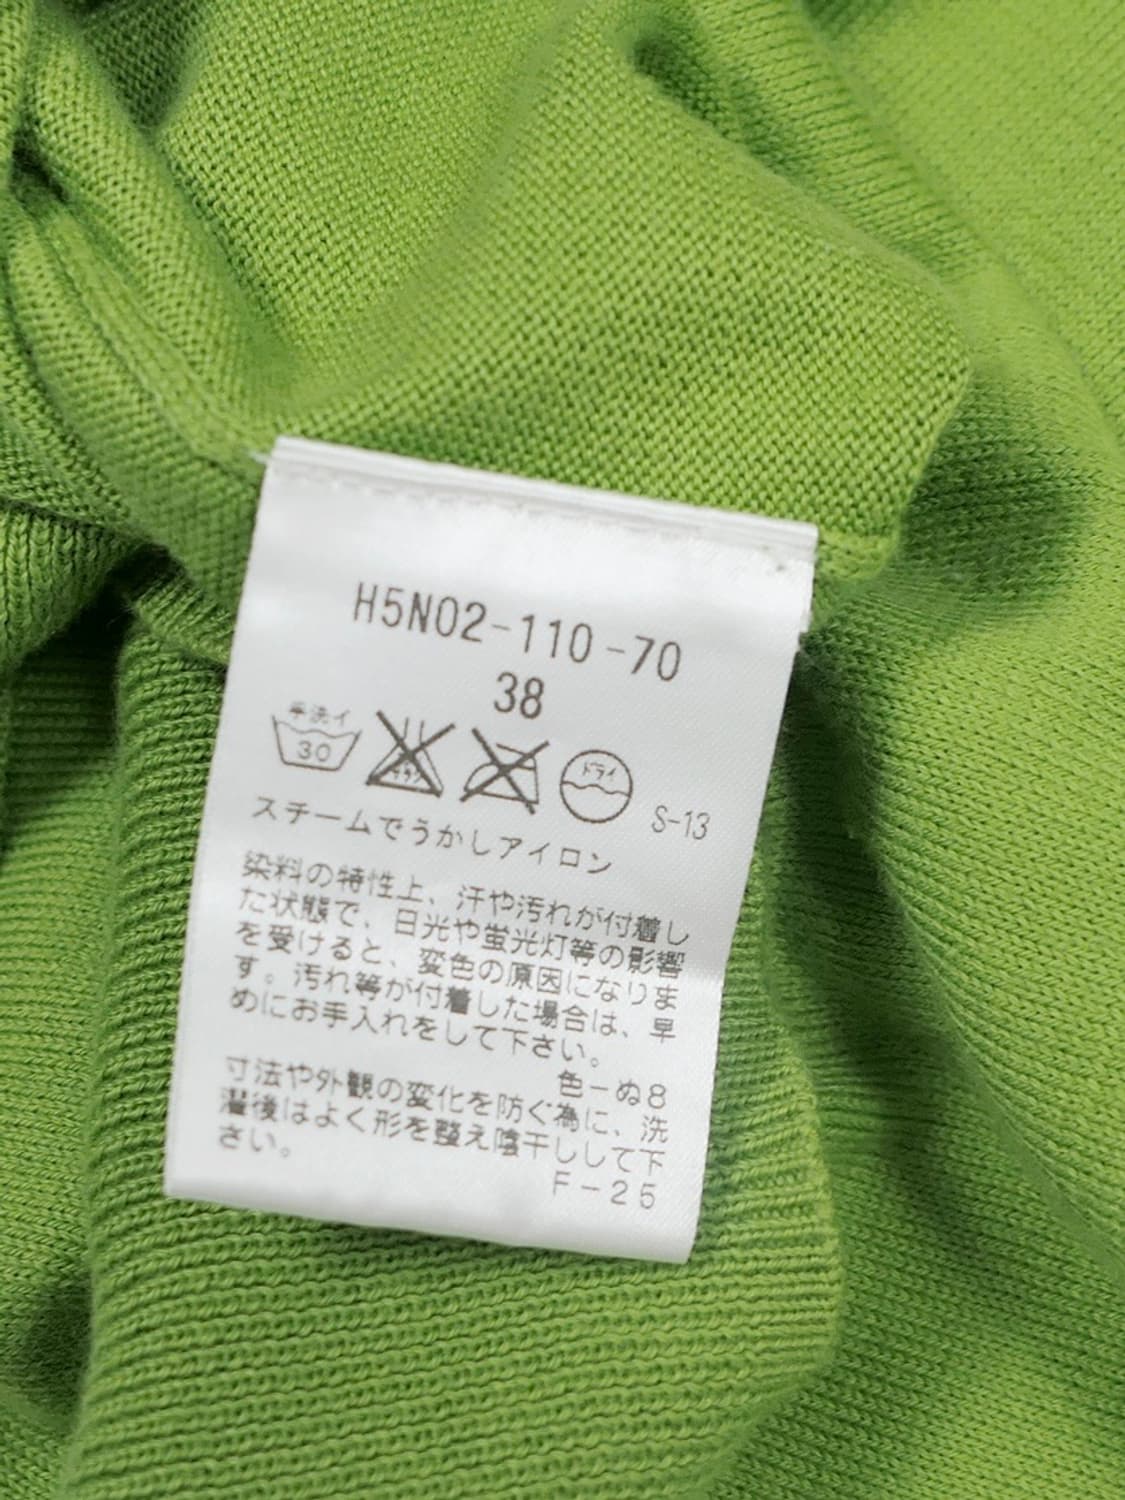 H5N02-110-70
38
手洗イ
30
ドライ
S-13
スチームでうかしアイロン
染料の特性上、汗や汚れが付着し
た状態で、日光や蛍光灯等の影響
を受けると、変色の原因になりま
す。汚れ等が付着した場合は、早
めにお手入れをして下さい。
色ーぬ8
寸法や外観の変化を防ぐ為に、洗
濯後はよく形を整え陰干しして下
さい。
F-25